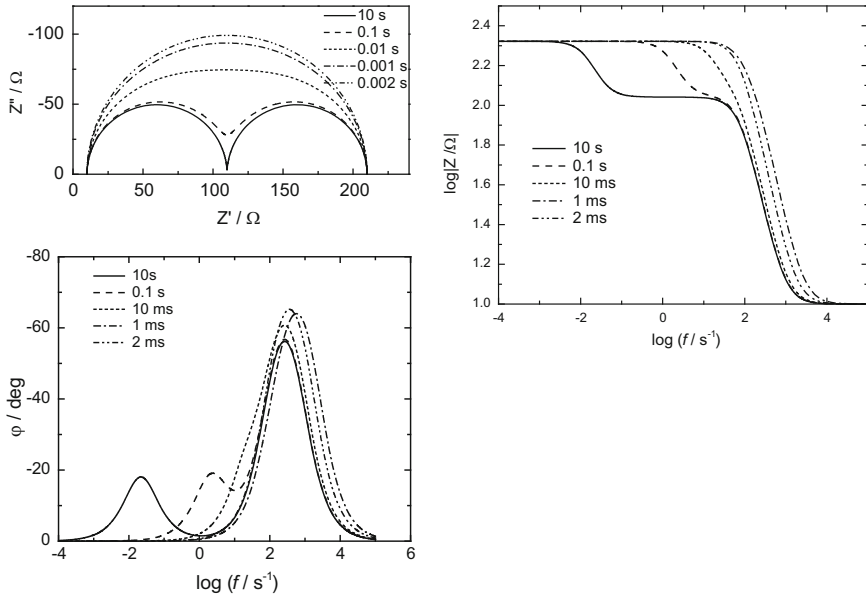 -100
-50
0
Z'' / Ω
0 50 100 150 200
Z' / Ω
10 s
0.1 s
0.01 s
0.001 s
0.002 s
2.4
2.2
2.0
1.8
1.6
1.4
1.2
1.0
log|Z /Ω|
-4 -2 0 2 4
log (f / s⁻¹)
10 s
0.1 s
10 ms
1 ms
2 ms
-80
-60
-40
-20
0
φ / deg
-4 -2 0 2 4 6
log (f / s⁻¹)
10s
0.1 s
10 ms
1 ms
2 ms